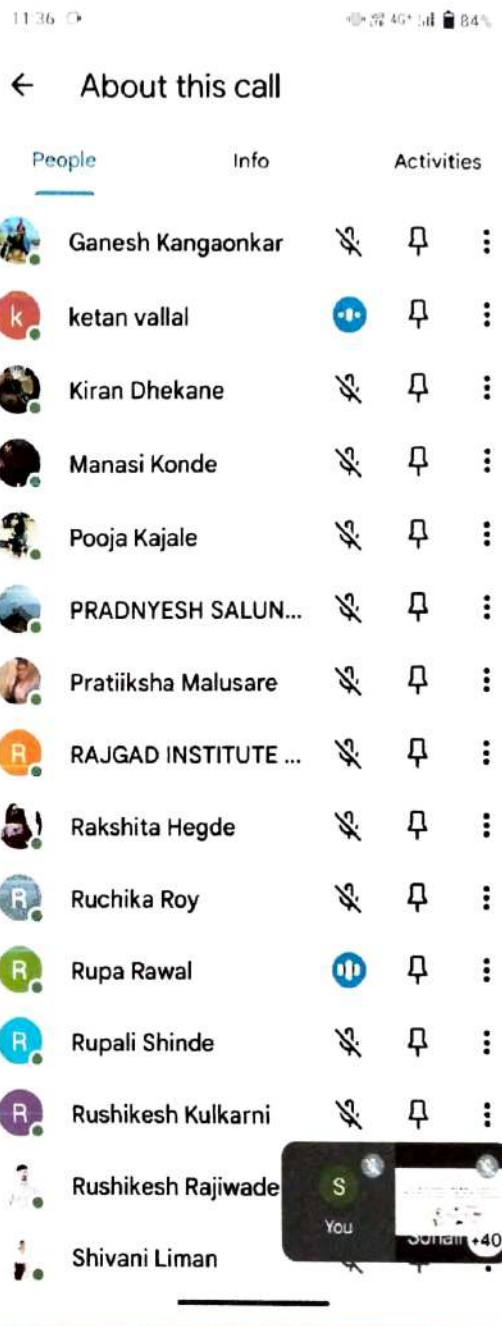 11:36
4G+ 84%
About this call
People Info Activities
Ganesh Kangaonkar
k ketan vallal
Kiran Dhekane
Manasi Konde
Pooja Kajale
PRADNYESH SALUN...
Pratiiksha Malusare
R RAJGAD INSTITUTE ...
Rakshita Hegde
R Ruchika Roy
R Rupa Rawal
R Rupali Shinde
R Rushikesh Kulkarni
Rushikesh Rajiwade
S
You
+40
Shivani Liman